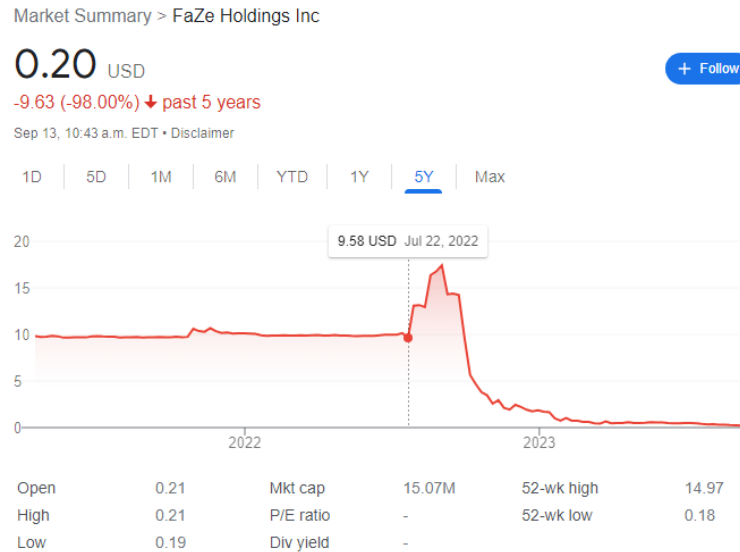 Market Summary > FaZe Holdings Inc
0.20 USD
+ Follow
-9.63 (-98.00%) ↓ past 5 years
Sep 13, 10:43 a.m. EDT • Disclaimer
1D 5D 1M 6M YTD 1Y 5Y Max
9.58 USD Jul 22, 2022
20
15
10
5
0
2022 2023
Open 0.21 Mkt cap 15.07M 52-wk high 14.97
High 0.21 P/E ratio - 52-wk low 0.18
Low 0.19 Div yield -